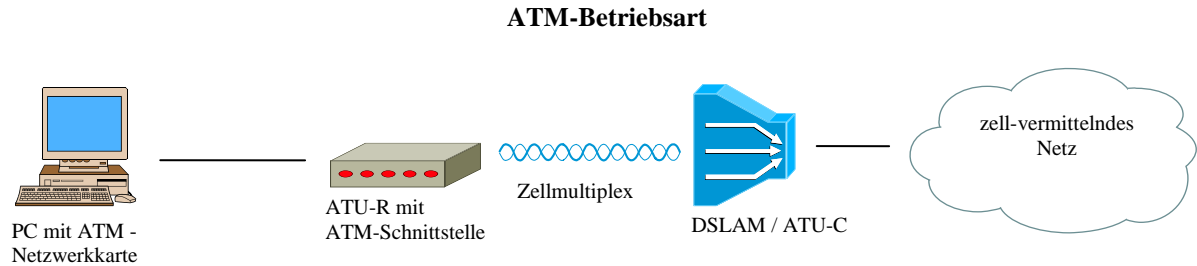 ATM-Betriebsart
zell-vermittelndes
Netz
Zellmultiplex
ATU-R mit
ATM-Schnittstelle
DSLAM / ATU-C
PC mit ATM -
Netzwerkkarte